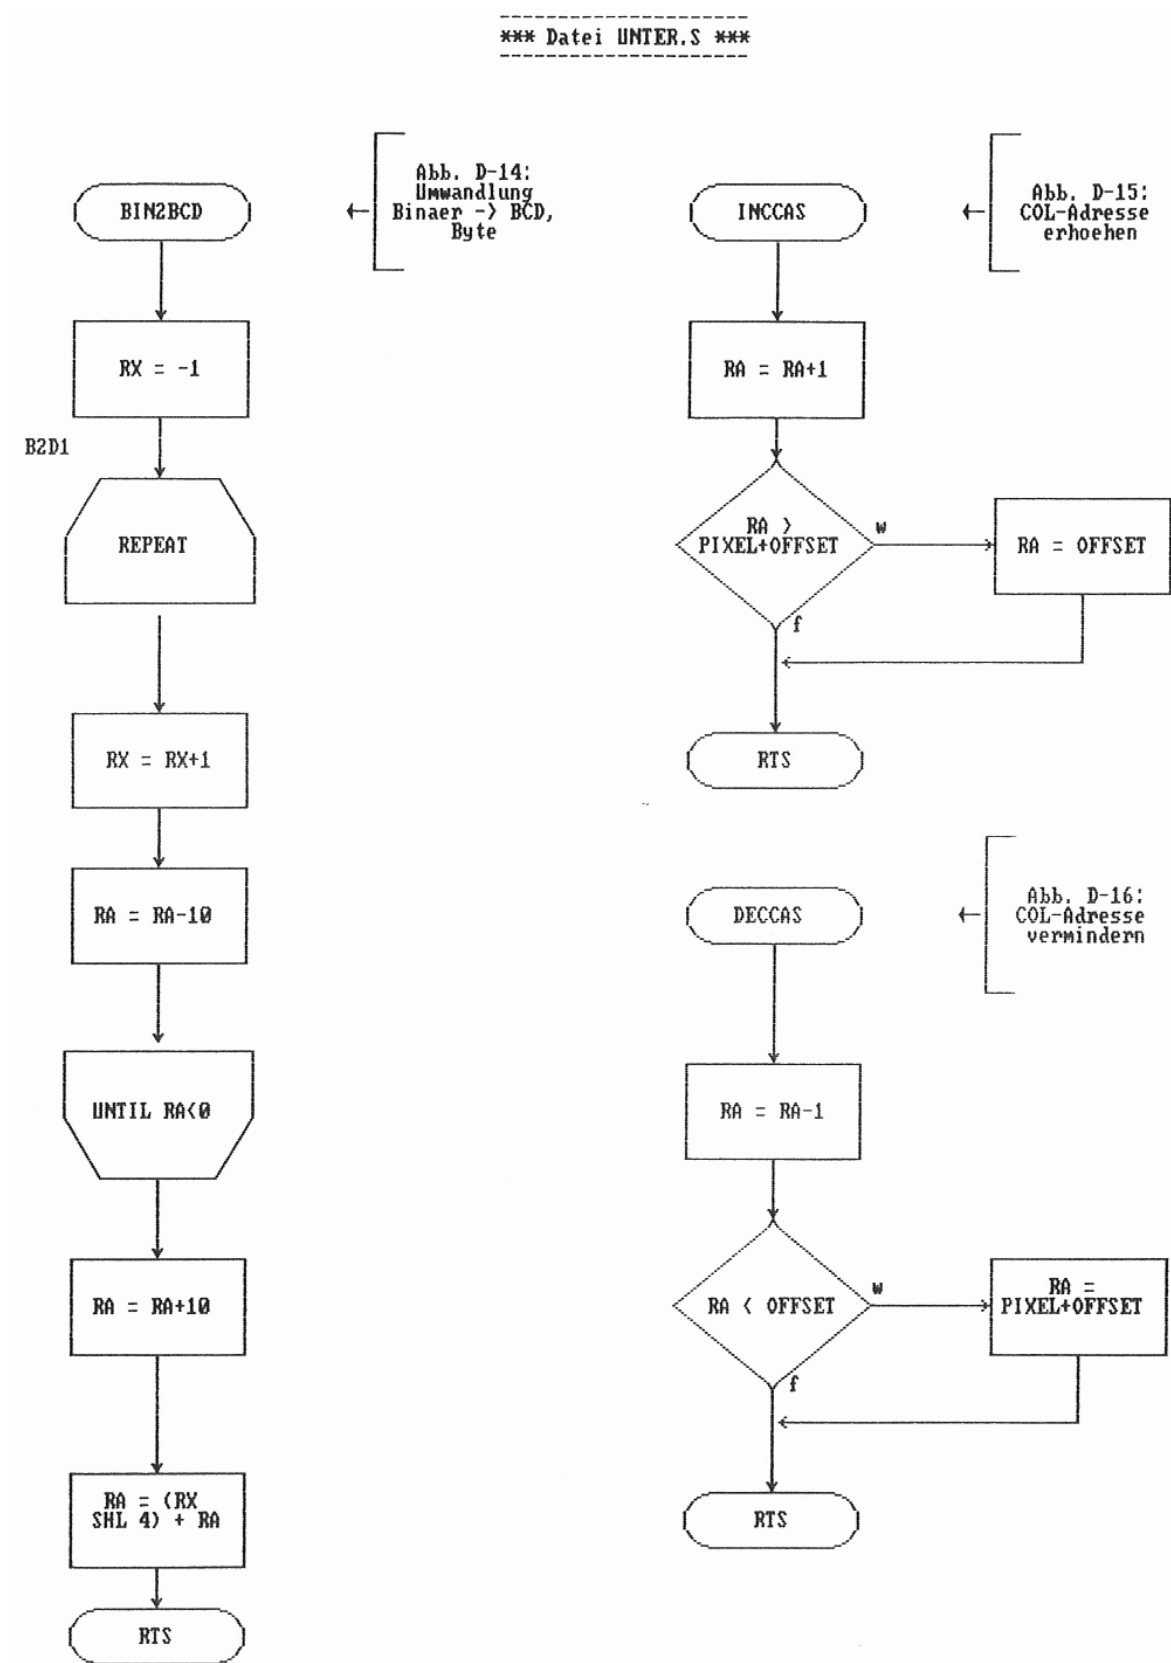 *** Datei UNTER.S ***
BIN2BCD
Abb. D-14:
Umwandlung
Binaer -> BCD,
Byte
RX = -1
B2D1
REPEAT
RX = RX+1
RA = RA-10
UNTIL RA<0
RA = RA+10
RA = (RX
SHL 4) + RA
RTS
INCCAS
Abb. D-15:
COL-Adresse
erhoehen
RA = RA+1
RA >
PIXEL+OFFSET
w
RA = OFFSET
f
RTS
DECCAS
Abb. D-16:
COL-Adresse
vermindern
RA = RA-1
RA < OFFSET
w
RA =
PIXEL+OFFSET
f
RTS